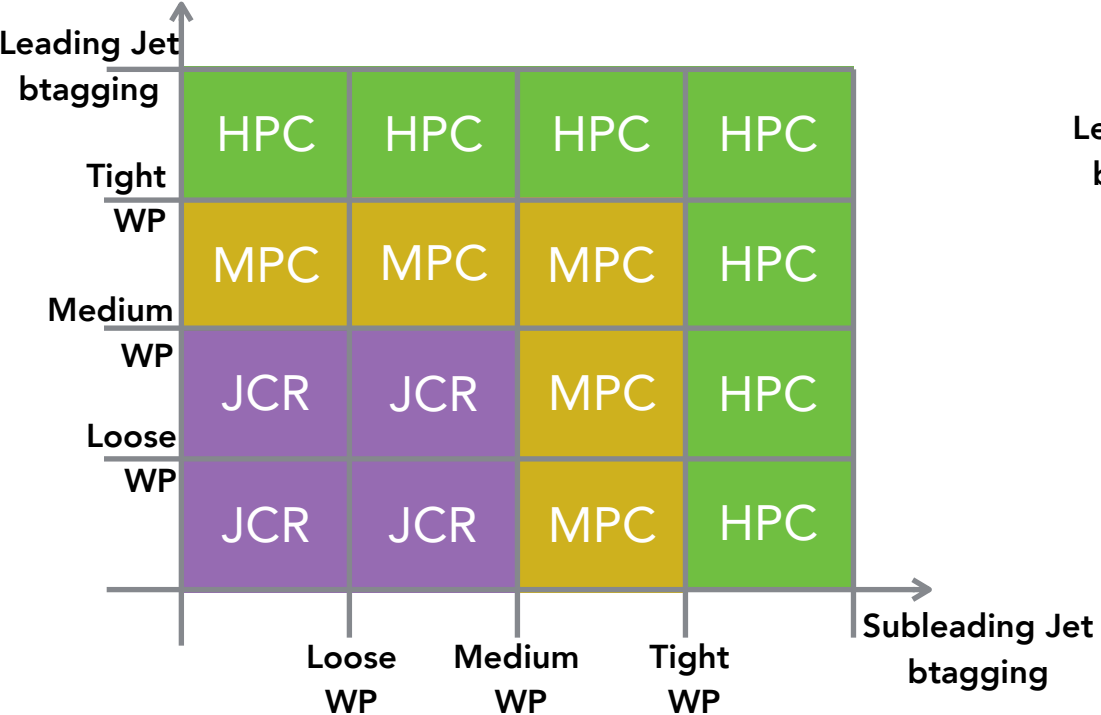 Leading Jet
btagging
Le
b
HPC HPC HPC HPC
Tight
WP
MPC MPC MPC HPC
Medium
WP
JCR JCR MPC HPC
Loose
WP
JCR JCR MPC HPC
Subleading Jet
btagging
Loose
WP
Medium
WP
Tight
WP